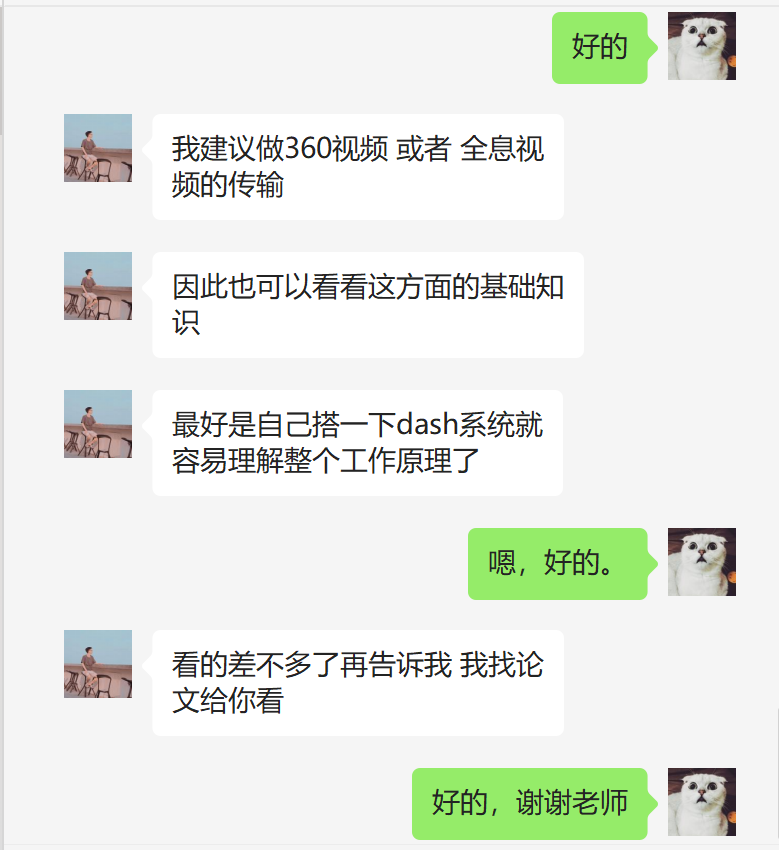 好的
我建议做360视频 或者 全息视
频的传输
因此也可以看看这方面的基础知
识
最好是自己搭一下dash系统就
容易理解整个工作原理了
嗯，好的。
看的差不多了再告诉我 我找论
文给你看
好的，谢谢老师